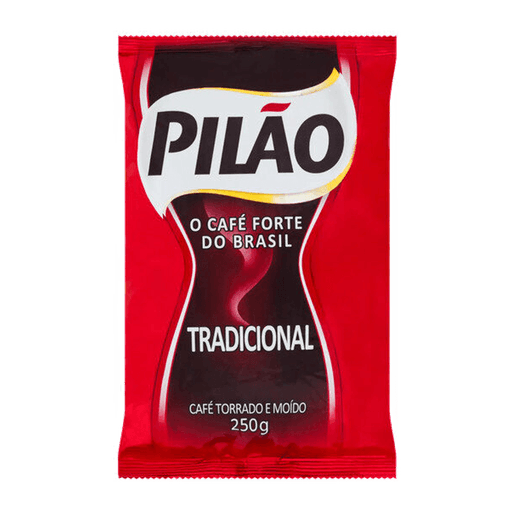 PILÃO
O CAFÉ FORTE
DO BRASIL
TRADICIONAL
CAFÉ TORRADO E MOÍDO
250g